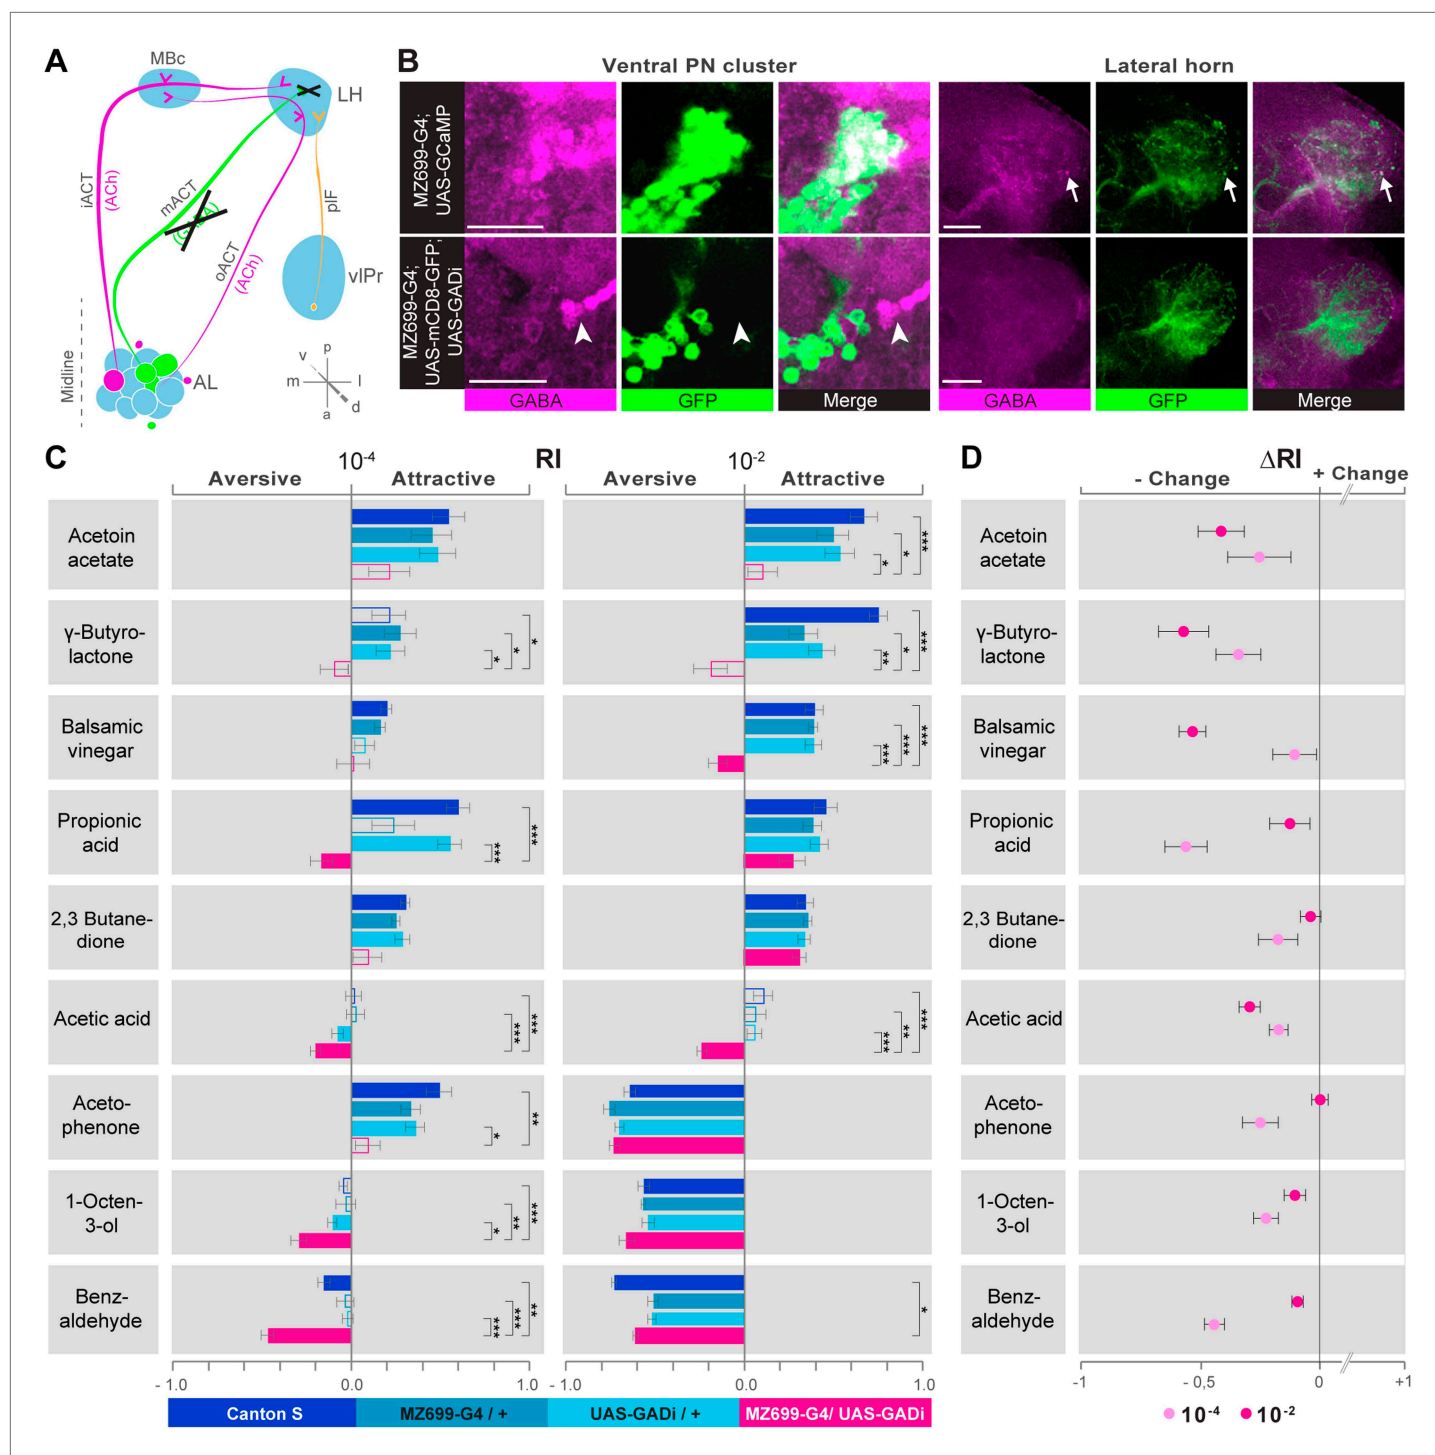 A
MBc
LH
iACT
(ACh)
mACT
oACT
(ACh)
plF
vlPr
Midline
AL
v
p
m
l
a
d
B
Ventral PN cluster
Lateral horn
MZ699-G4;
UAS-GCaMP
MZ699-G4;
UAS-mCD8-GFP;
UAS-GADi
GABA
GFP
Merge
GABA
GFP
Merge
C
10-4
RI
10-2
Aversive
Attractive
Aversive
Attractive
D
ΔRI
- Change
+ Change
Acetoin
acetate
***
*
*
Acetoin
acetate
γ-Butyro-
lactone
*
*
*
***
*
**
γ-Butyro-
lactone
Balsamic
vinegar
***
***
***
Balsamic
vinegar
Propionic
acid
***
***
Propionic
acid
2,3 Butane-
dione
2,3 Butane-
dione
Acetic acid
***
***
***
**
***
Acetic acid
Aceto-
phenone
**
*
Aceto-
phenone
1-Octen-
3-ol
***
**
*
1-Octen-
3-ol
Benz-
aldehyde
**
***
***
*
Benz-
aldehyde
- 1.0
0.0
1.0
- 1.0
0.0
1.0
-1
- 0,5
0
+1
Canton S
MZ699-G4 / +
UAS-GADi / +
MZ699-G4/ UAS-GADi
10-4
10-2